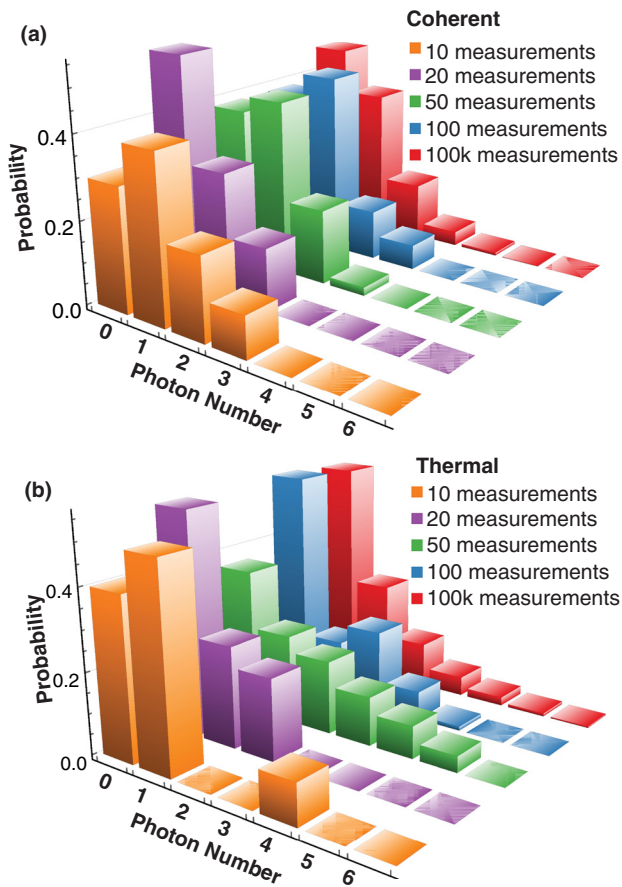 (a)
Coherent
10 measurements
20 measurements
50 measurements
100 measurements
100k measurements
Probability
0.4
0.2
0.0
0
1
2
3
4
5
6
Photon Number
(b)
Thermal
10 measurements
20 measurements
50 measurements
100 measurements
100k measurements
Probability
0.4
0.2
0.0
0
1
2
3
4
5
6
Photon Number